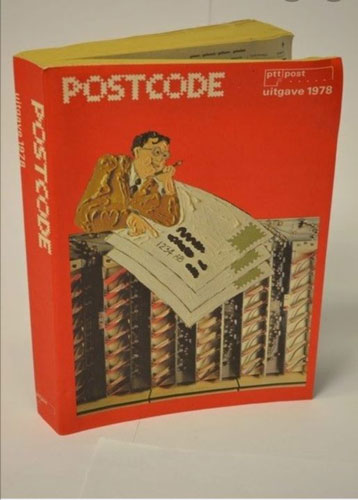 POSTCODE
ptt post
uitgave 1978
1234 AB
POSTCODE
uitgave 1978